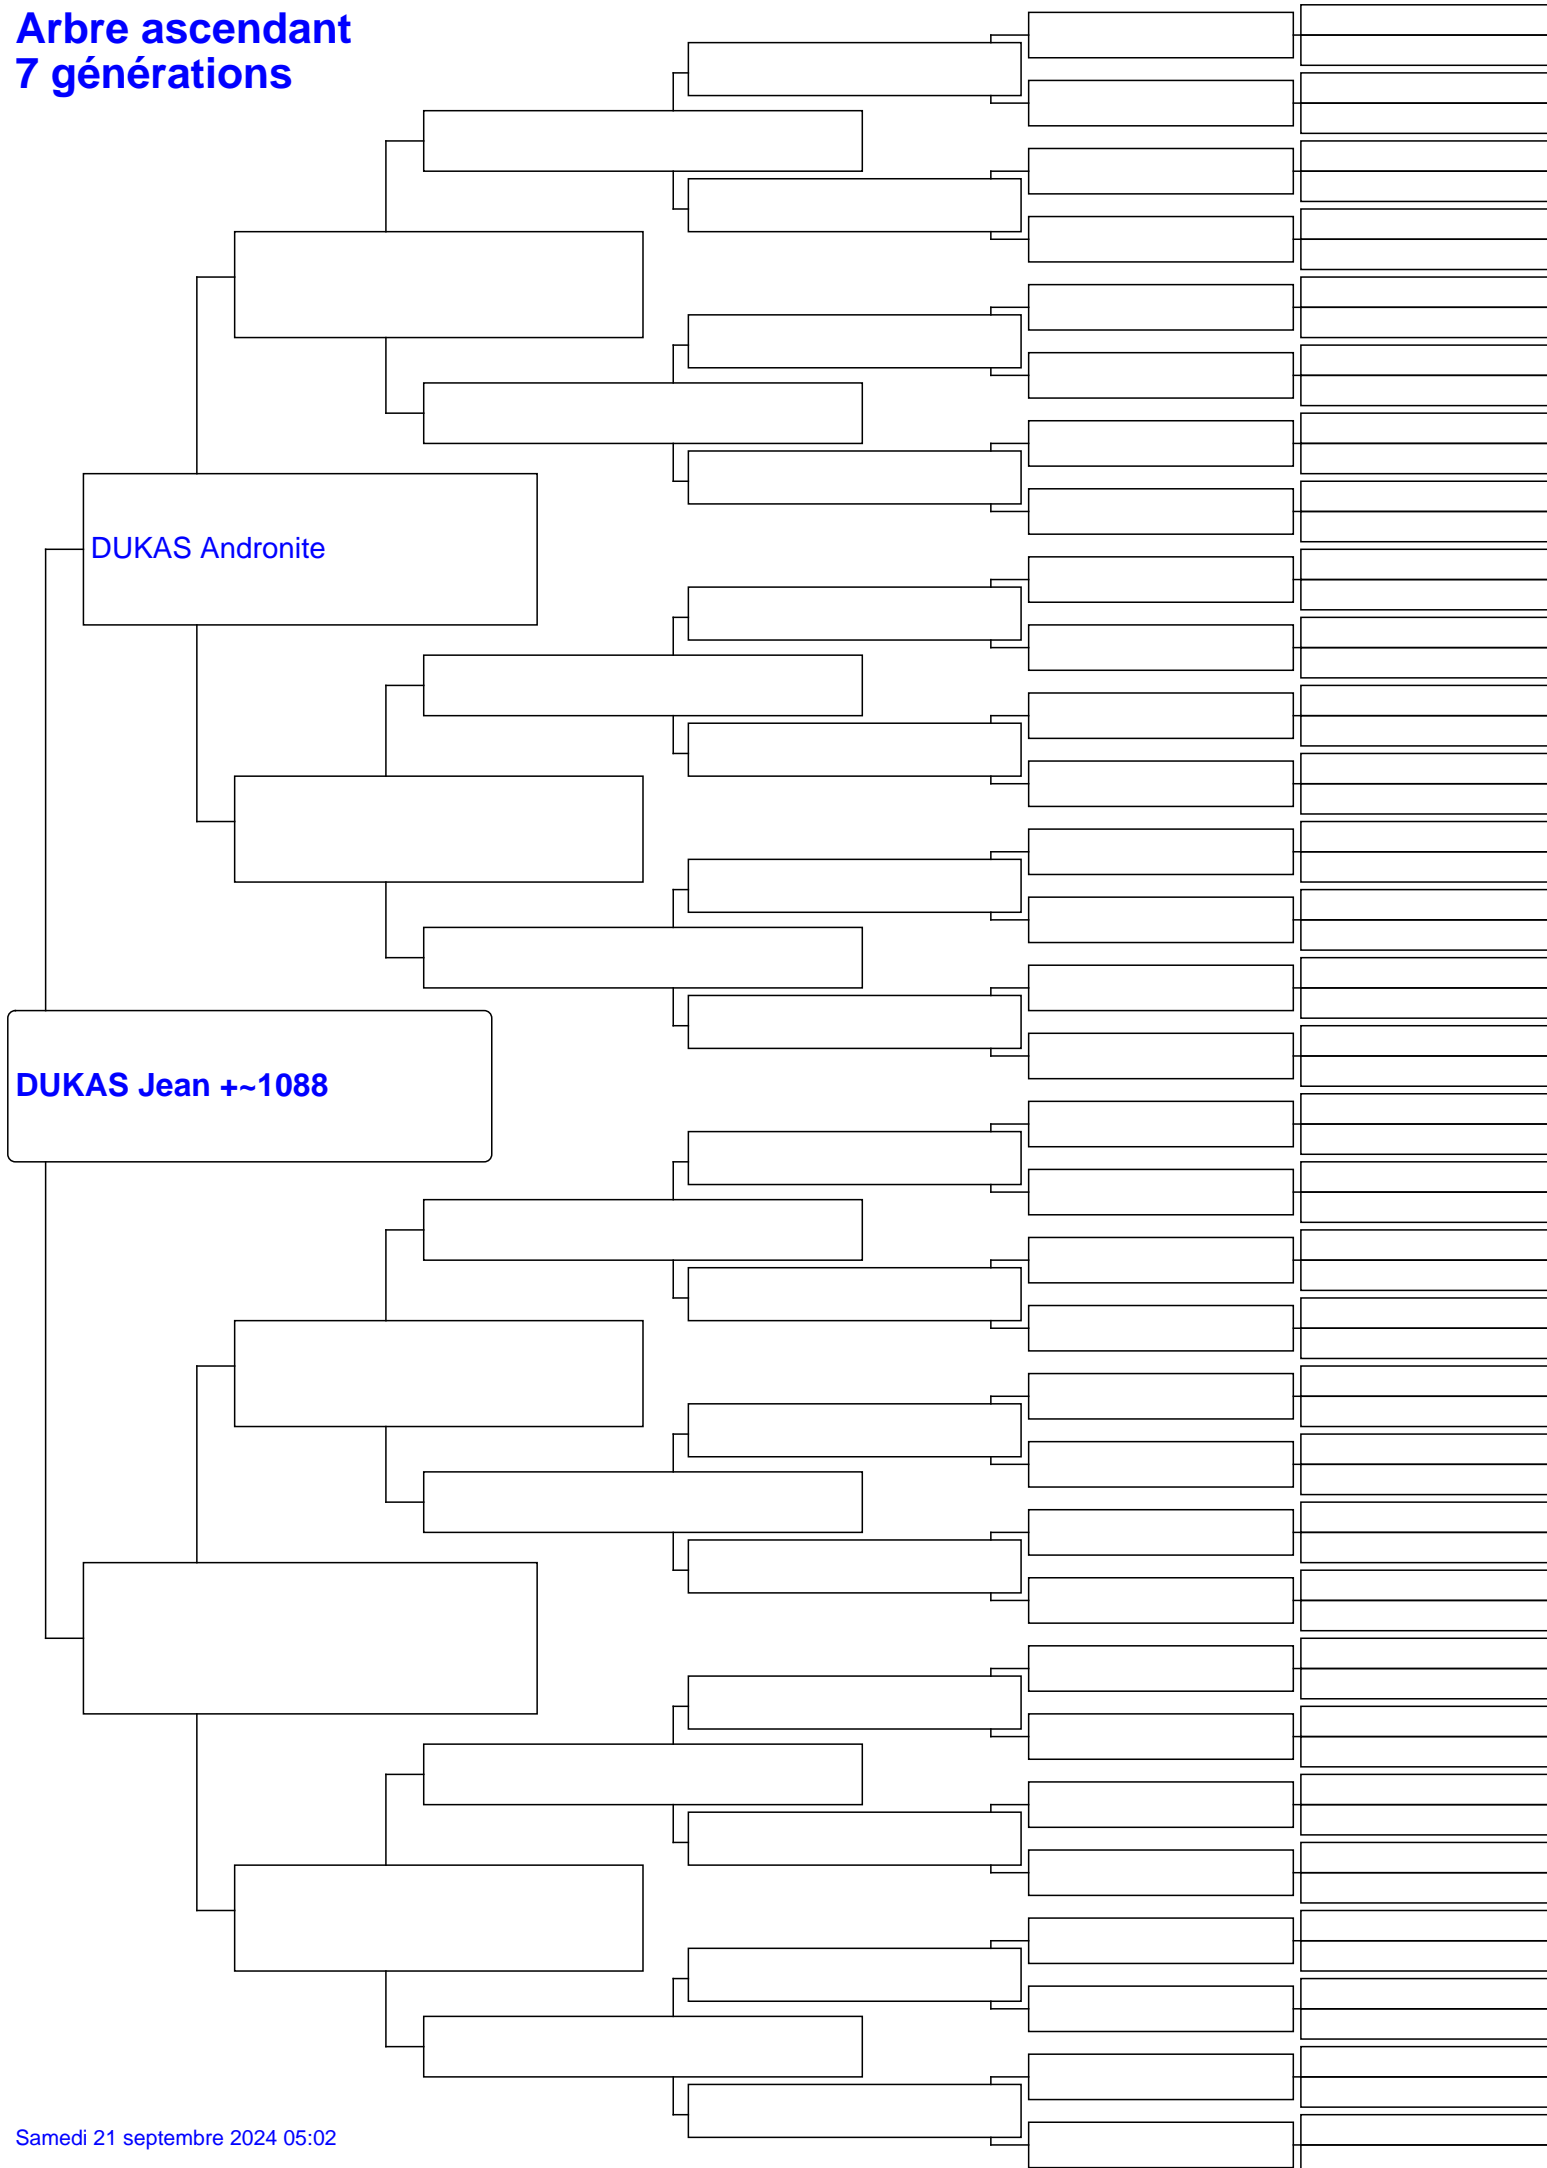 Arbre ascendant
7 générations
DUKAS Andronite
DUKAS Jean +~1088
Samedi 21 septembre 2024 05:02